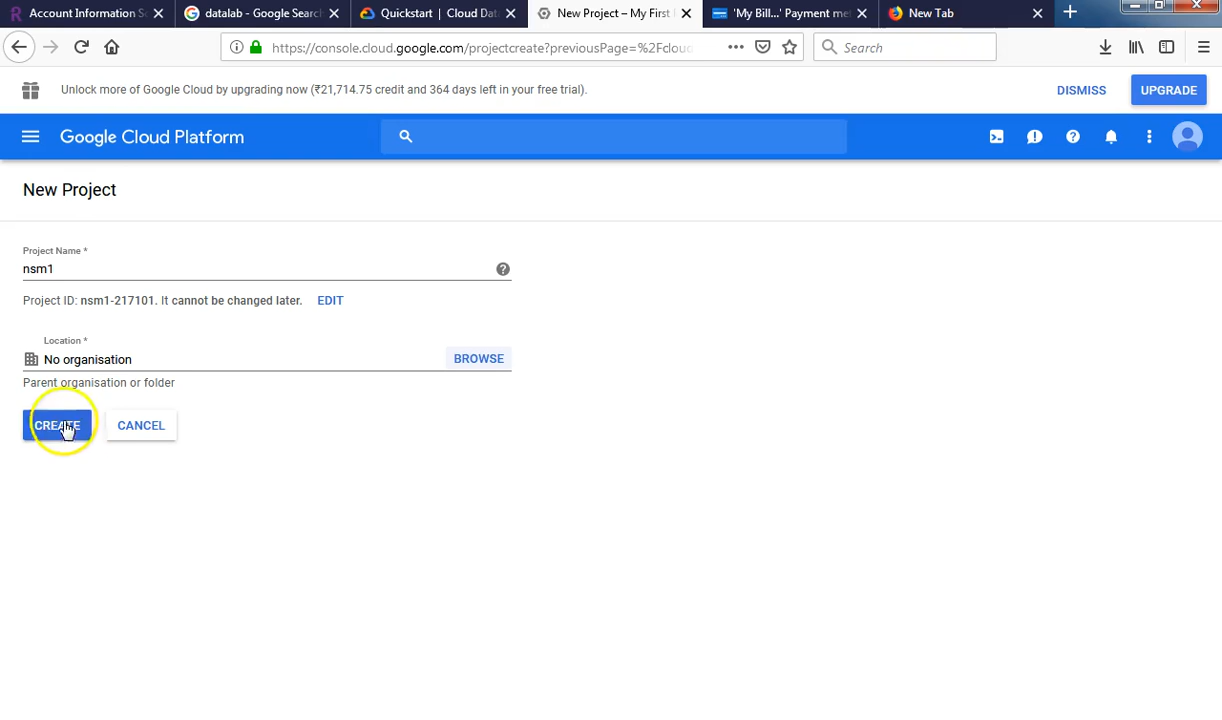 Account Information Se
datalab - Google Search
Quickstart | Cloud Dat
New Project – My First
'My Bill...' Payment met
New Tab
https://console.cloud.google.com/projectcreate?previousPage=%2Fclou
Search
Unlock more of Google Cloud by upgrading now (₹21,714.75 credit and 364 days left in your free trial).
DISMISS
UPGRADE
Google Cloud Platform
New Project
Project Name *
nsm1
Project ID: nsm1-217101. It cannot be changed later. EDIT
Location *
No organisation
BROWSE
Parent organisation or folder
CREATE
CANCEL